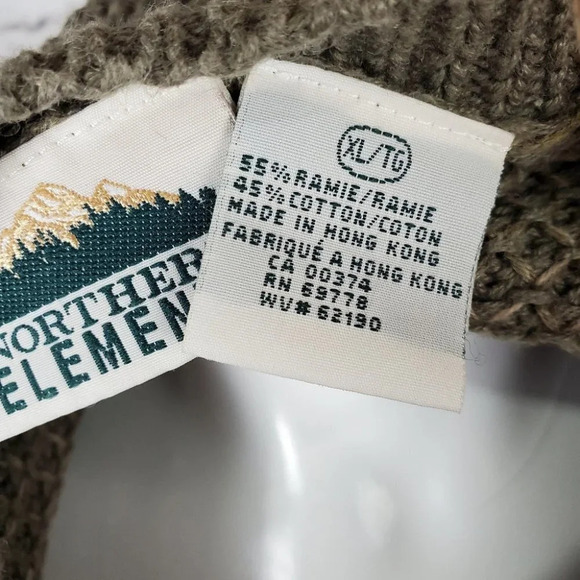 NORTHER
ELEMEN
XL/TG
55% RAMIE/RAMIE
45% COTTON/COTON
MADE IN HONG KONG
FABRIQUÉ A HONG KONG
CA 00374
RN 69778
WV# 62190